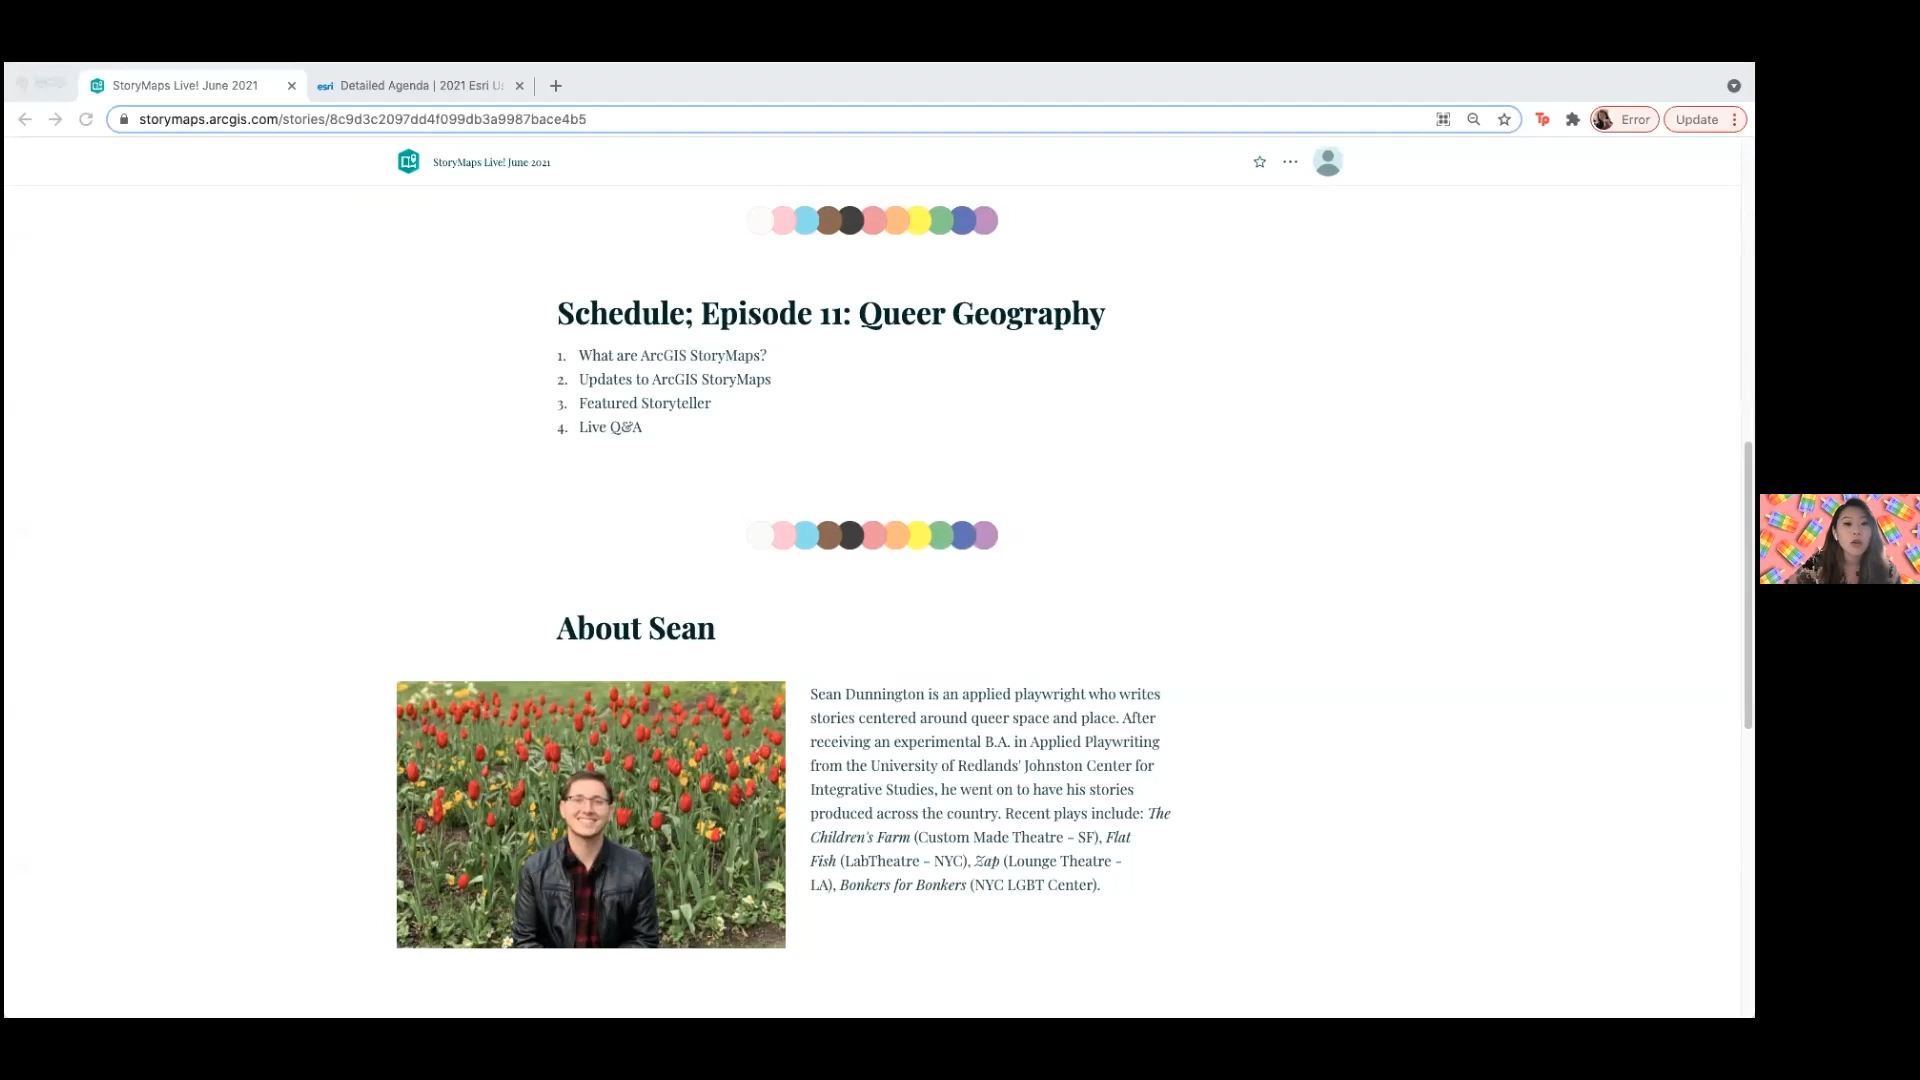 StoryMaps Live! June 2021
esri Detailed Agenda | 2021 Esri Us
storymaps.arcgis.com/stories/8c9d3c2097dd4f099db3a9987bace4b5
Tp
Error
Update
StoryMaps Live! June 2021
Schedule; Episode 11: Queer Geography
1. What are ArcGIS StoryMaps?
2. Updates to ArcGIS StoryMaps
3. Featured Storyteller
4. Live Q&A
About Sean
Sean Dunnington is an applied playwright who writes
stories centered around queer space and place. After
receiving an experimental B.A. in Applied Playwriting
from the University of Redlands' Johnston Center for
Integrative Studies, he went on to have his stories
produced across the country. Recent plays include: The
Children's Farm (Custom Made Theatre - SF), Flat
Fish (LabTheatre - NYC), Zap (Lounge Theatre -
LA), Bonkers for Bonkers (NYC LGBT Center).